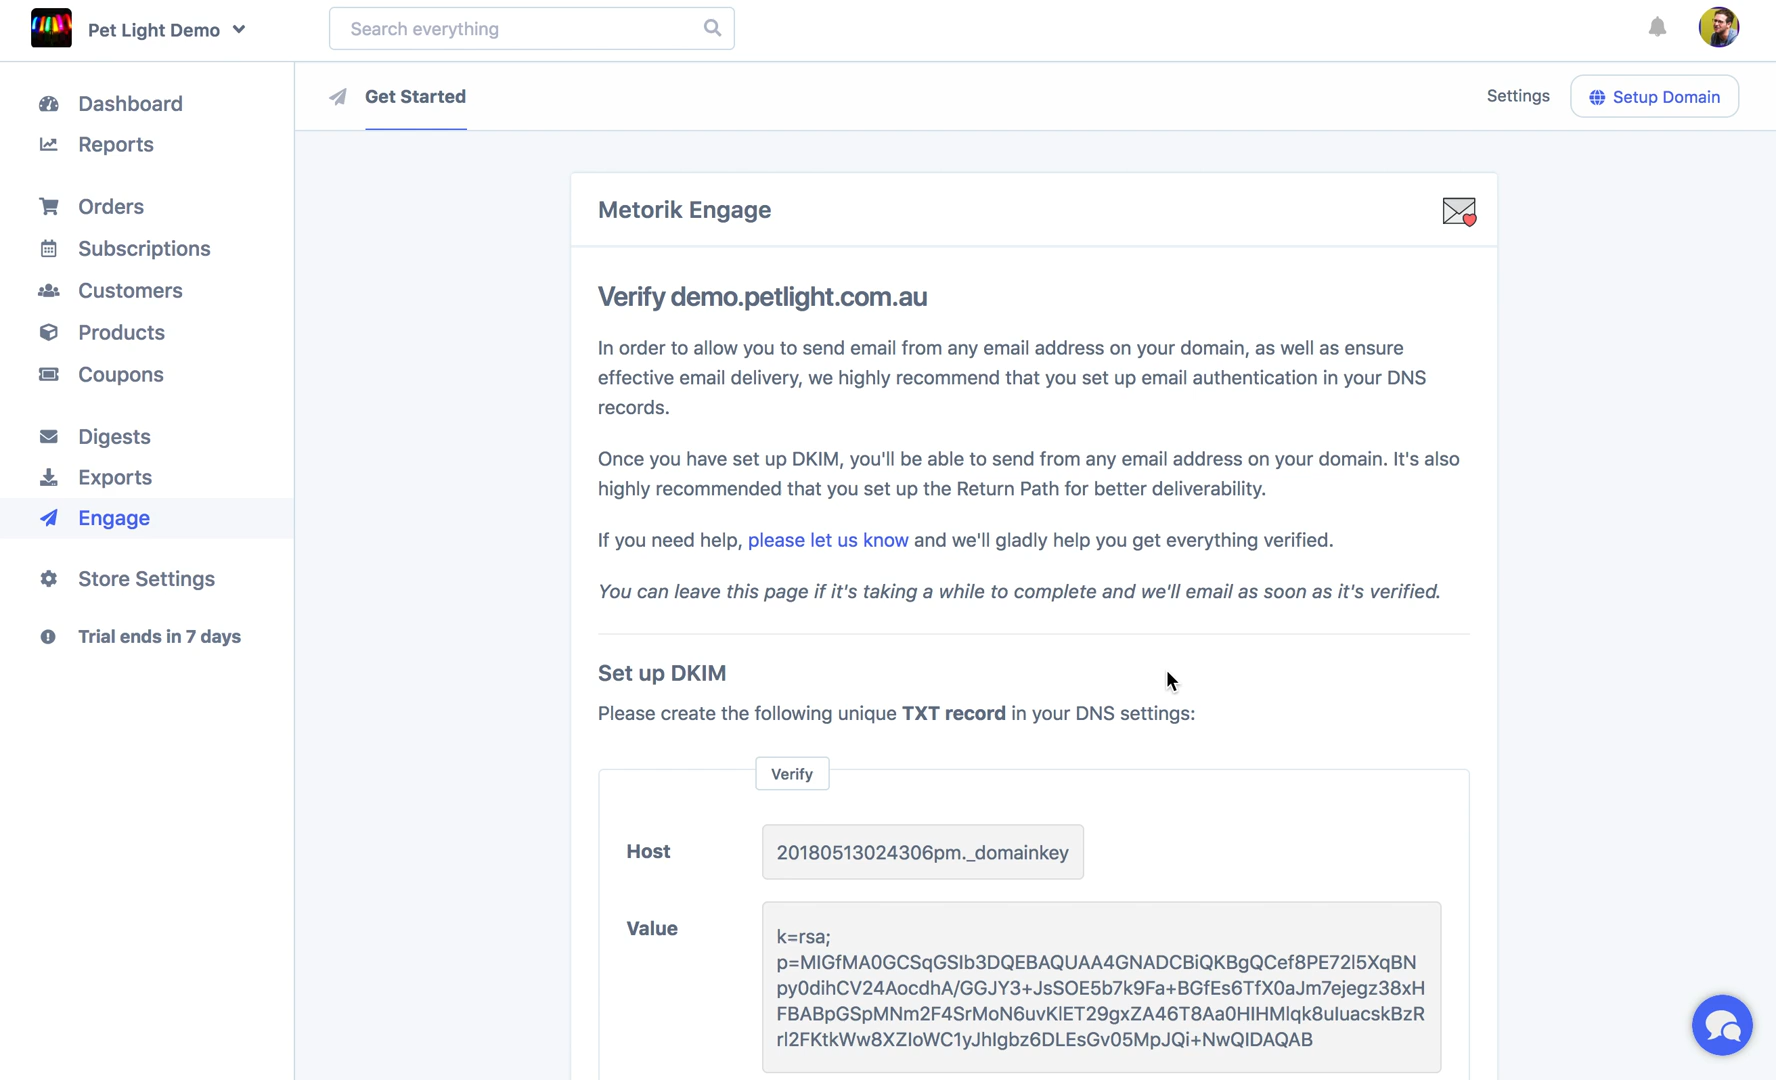 Pet Light Demo
Search everything
Dashboard
Reports
Orders
Subscriptions
Customers
Products
Coupons
Digests
Exports
Engage
Store Settings
Trial ends in 7 days
Get Started
Settings
Setup Domain
Metorik Engage
Verify demo.petlight.com.au
In order to allow you to send email from any email address on your domain, as well as ensure
effective email delivery, we highly recommend that you set up email authentication in your DNS
records.
Once you have set up DKIM, you'll be able to send from any email address on your domain. It's also
highly recommended that you set up the Return Path for better deliverability.
If you need help, please let us know and we'll gladly help you get everything verified.
You can leave this page if it's taking a while to complete and we'll email as soon as it's verified.
Set up DKIM
Please create the following unique TXT record in your DNS settings:
Verify
Host
20180513024306pm._domainkey
Value
k=rsa;
p=MIGfMA0GCSqGSIb3DQEBAQUAA4GNADCBiQKBgQCef8PE72I5XqBN
py0dihCV24AocdhA/GGJY3+JsSOE5b7k9Fa+BGfEs6TfX0aJm7ejegz38xH
FBABpGSpMNm2F4SrMoN6uvKIET29gxZA46T8Aa0HIHMlqk8uluacskBzR
rl2FKtkWw8XZIoWC1yJhIgbz6DLEsGv05MpJQi+NwQIDAQAB